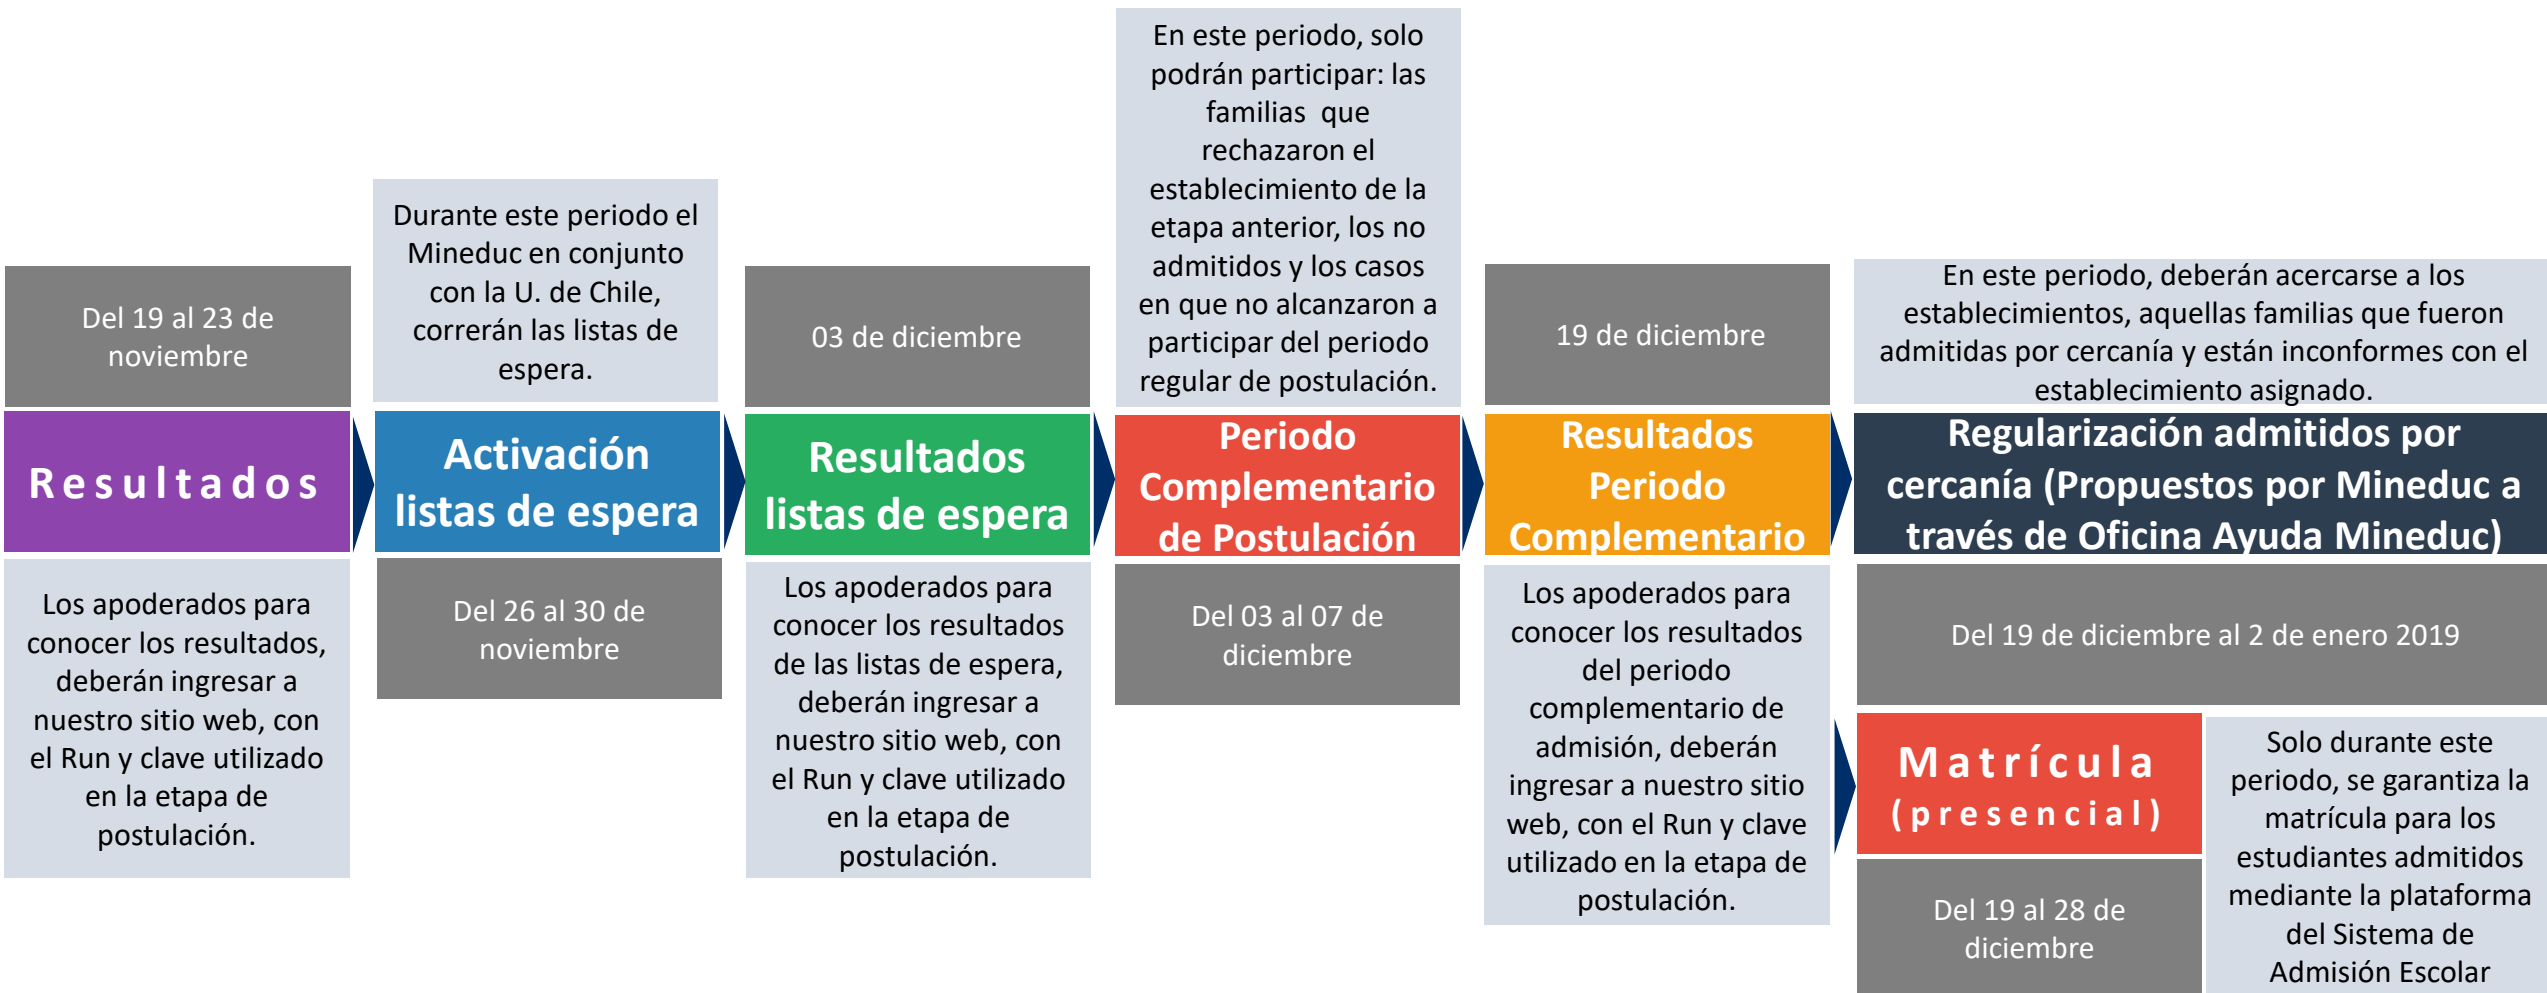 Del 19 al 23 de
noviembre
Resultados
Los apoderados para
conocer los resultados,
deberán ingresar a
nuestro sitio web, con
el Run y clave utilizado
en la etapa de
postulación.
Durante este periodo el
Mineduc en conjunto
con la U. de Chile,
correrán las listas de
espera.
Activación
listas de espera
Del 26 al 30 de
noviembre
03 de diciembre
Resultados
listas de espera
Los apoderados para
conocer los resultados
de las listas de espera,
deberán ingresar a
nuestro sitio web, con
el Run y clave utilizado
en la etapa de
postulación.
En este periodo, solo
podrán participar: las
familias que
rechazaron el
establecimiento de la
etapa anterior, los no
admitidos y los casos
en que no alcanzaron a
participar del periodo
regular de postulación.
Periodo
Complementario
de Postulación
Del 03 al 07 de
diciembre
19 de diciembre
Resultados
Periodo
Complementario
Los apoderados para
conocer los resultados
del periodo
complementario de
admisión, deberán
ingresar a nuestro sitio
web, con el Run y clave
utilizado en la etapa de
postulación.
En este periodo, deberán acercarse a los
establecimientos, aquellas familias que fueron
admitidas por cercanía y están inconformes con el
establecimiento asignado.
Regularización admitidos por
cercanía (Propuestos por Mineduc a
través de Oficina Ayuda Mineduc)
Del 19 de diciembre al 2 de enero 2019
Matrícula
(presencial)
Del 19 al 28 de
diciembre
Solo durante este
periodo, se garantiza la
matrícula para los
estudiantes admitidos
mediante la plataforma
del Sistema de
Admisión Escolar